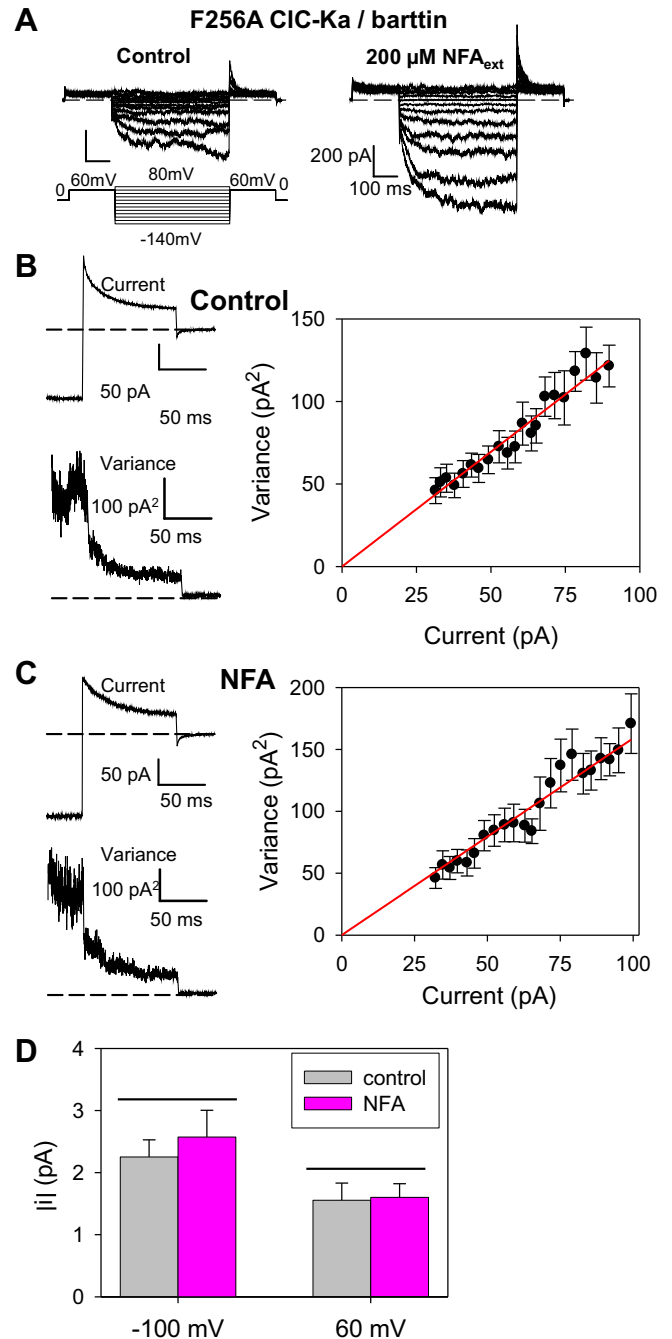 A
F256A ClC-Ka / barttin
Control
200 µM NFAext
0
60mV
80mV
60mV
0
-140mV
200 pA
100 ms
B
Control
Current
50 pA
50 ms
Variance
100 pA2
50 ms
Variance (pA2)
150
100
50
0
0 25 50 75 100
Current (pA)
C
NFA
Current
50 pA
50 ms
Variance
100 pA2
50 ms
Variance (pA2)
200
150
100
50
0
0 25 50 75 100
Current (pA)
D
|i| (pA)
4
3
2
1
0
control
NFA
-100 mV 60 mV